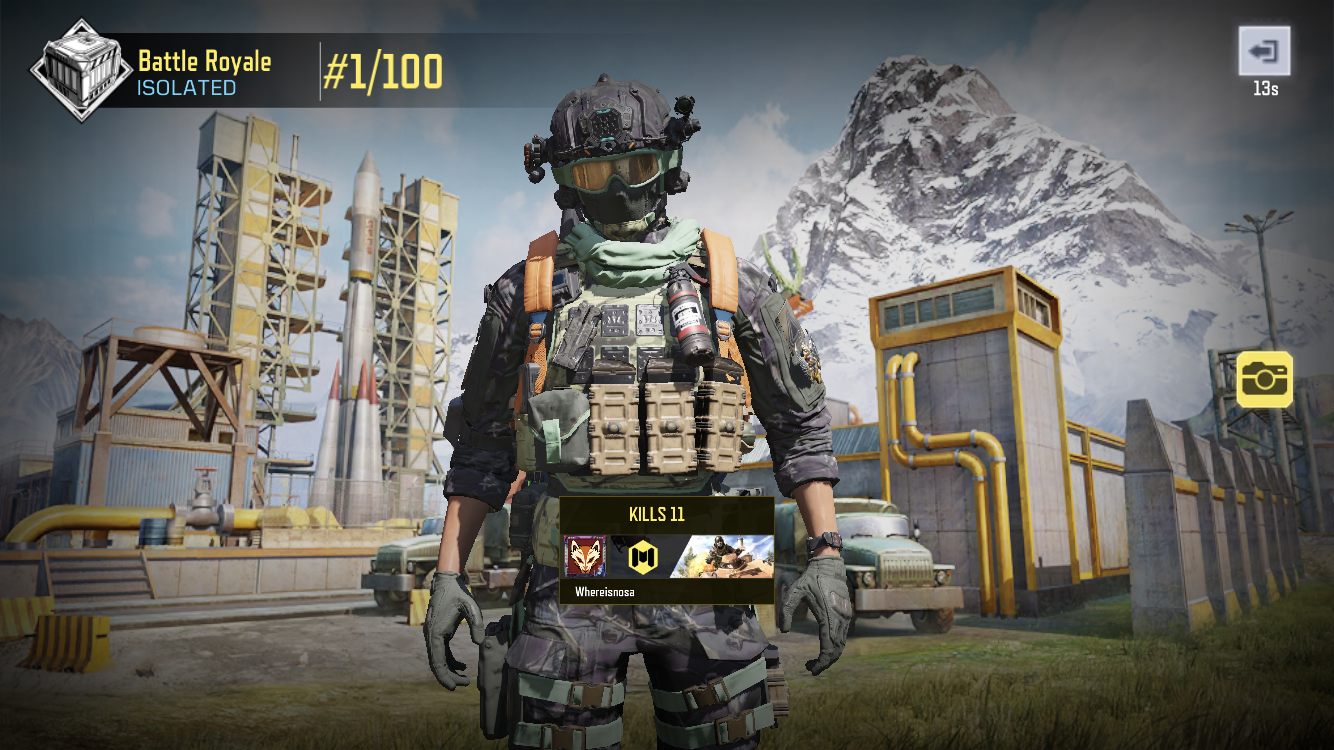 Battle Royale
ISOLATED
#1/100
13s
KILLS 11
Whereisnosa